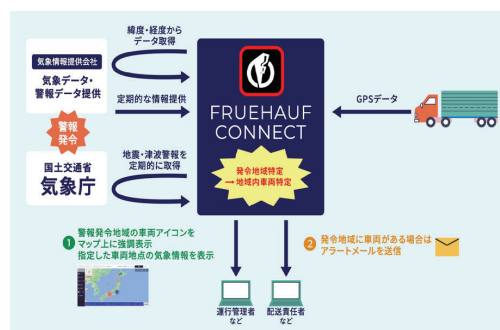 緯度・経度から
データ取得
気象情報提供会社
気象データ・
警報データ提供
定期的な情報提供
警報
発令
地震・津波警報を
定期的に取得
国土交通省
気象庁
FRUEHAUF
CONNECT
発令地域特定
→地域内車両特定
GPSデータ
1 警報発令地域の車両アイコンを
マップ上に強調表示
指定した車両地点の気象情報を表示
2 発令地域に車両がある場合は
アラートメールを送信
運行管理者
など
配送責任者
など